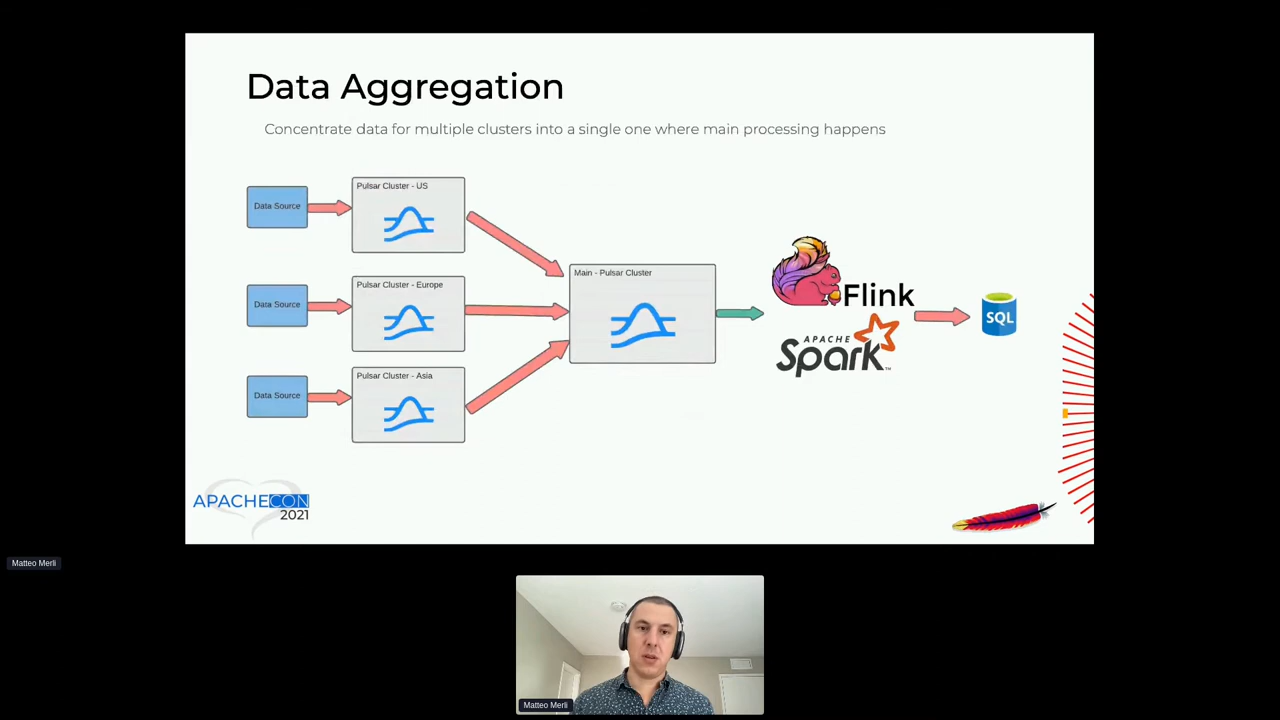 Data Aggregation
Concentrate data for multiple clusters into a single one where main processing happens
Data Source
Pulsar Cluster - US
Data Source
Pulsar Cluster - Europe
Data Source
Pulsar Cluster - Asia
Main - Pulsar Cluster
Flink
APACHE
Spark™
SQL
APACHECON
2021
Matteo Merli
Matteo Merli